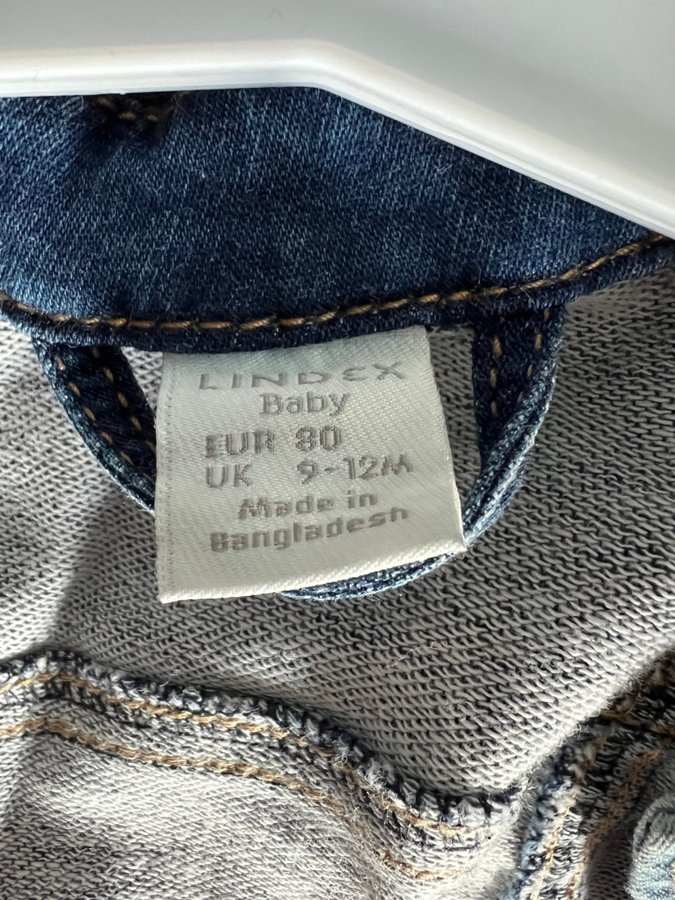 LINDEX
Baby
EUR 80
UK 9-12M
Made in
Bangladesh